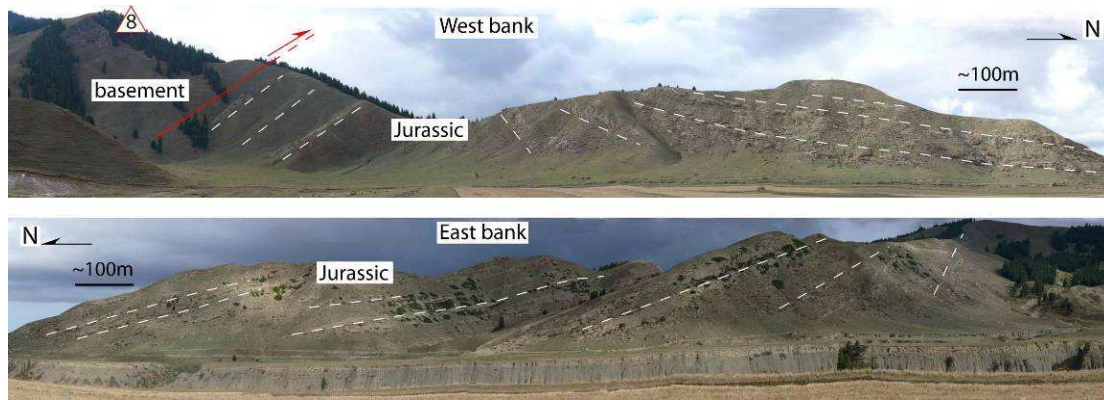 8
West bank
N
basement
~100m
Jurassic
N
East bank
~100m
Jurassic